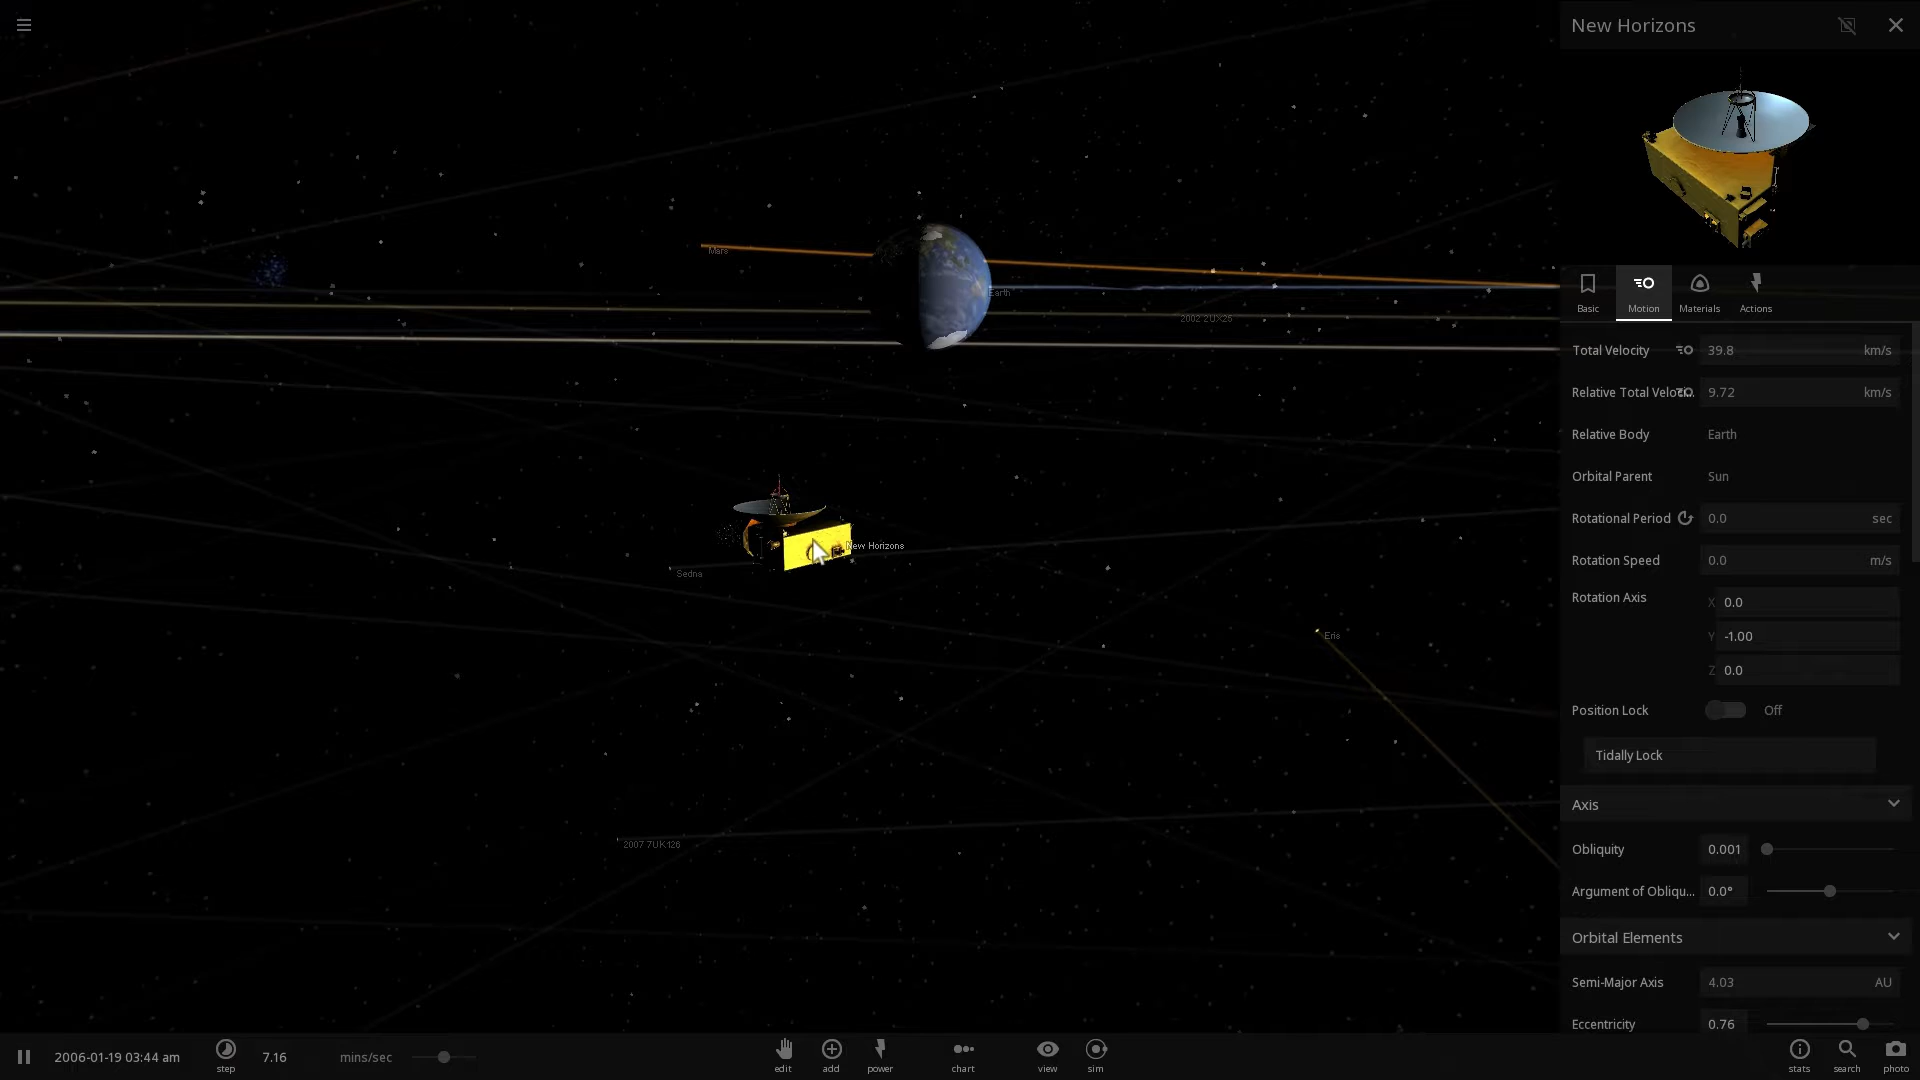 New Horizons
Mars
Earth
2002 2UX25
New Horizons
Sedna
Eris
2007 7UK126
Basic
Motion
Materials
Actions
Total Velocity 39.8 km/s
Relative Total Veloci... 9.72 km/s
Relative Body Earth
Orbital Parent Sun
Rotational Period 0.0 sec
Rotation Speed 0.0 m/s
Rotation Axis X 0.0
Y -1.00
Z 0.0
Position Lock Off
Tidally Lock
Axis
Obliquity 0.001
Argument of Obliqu... 0.0°
Orbital Elements
Semi-Major Axis 4.03 AU
Eccentricity 0.76
2006-01-19 03:44 am
step
7.16 mins/sec
edit
add
power
chart
view
sim
stats
search
photo